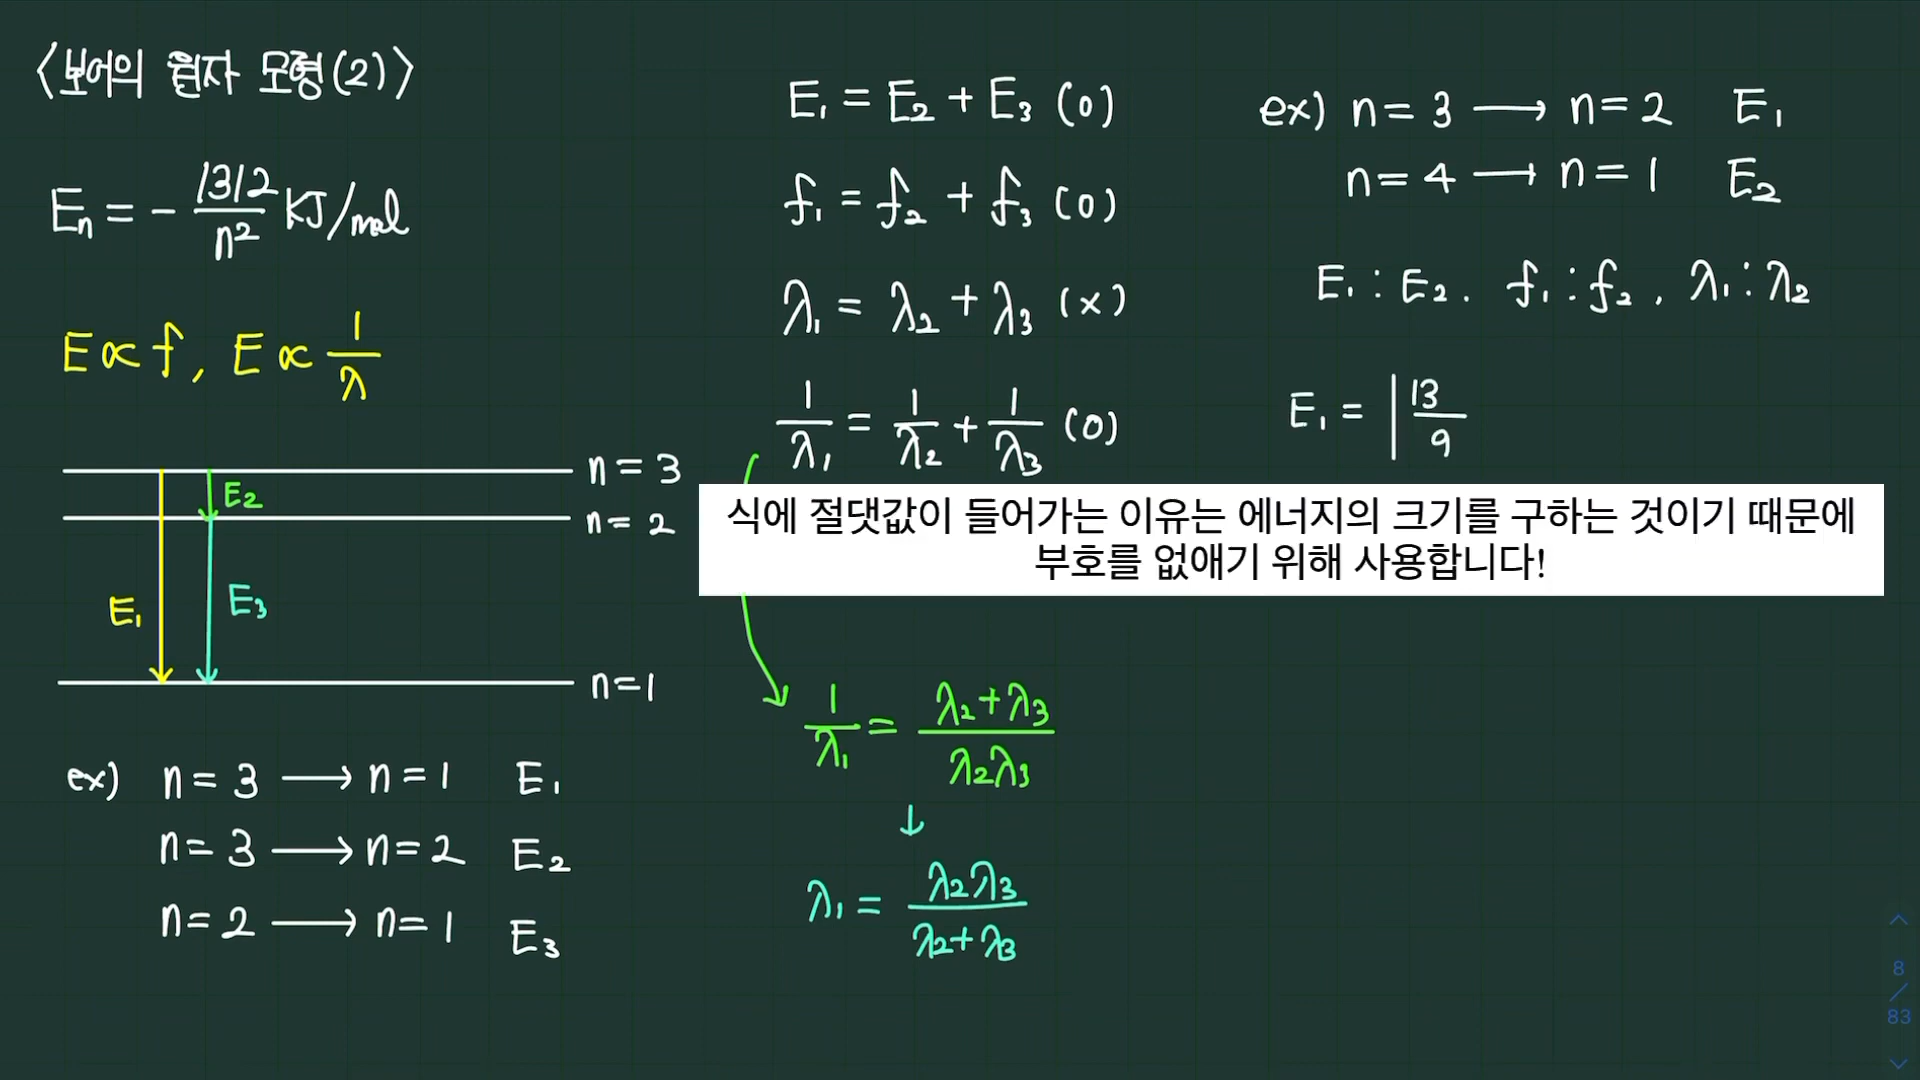 <보어의 원자 모형(2)>
En = - 1312/n² KJ/mol
E ∝ f, E ∝ 1/λ
n = 3
E2
n = 2
E1
E3
n=1
ex) n = 3 → n = 1 E1
n = 3 → n = 2 E2
n = 2 → n = 1 E3
E1 = E2 + E3 (O)
f1 = f2 + f3 (O)
λ1 = λ2 + λ3 (X)
1/λ1 = 1/λ2 + 1/λ3 (O)
식에 절댓값이 들어가는 이유는 에너지의 크기를 구하는 것이기 때문에
부호를 없애기 위해 사용합니다!
1/λ1 = λ2+λ3/λ2λ3
↓
λ1 = λ2λ3/λ2+λ3
ex) n = 3 → n = 2 E1
n = 4 → n = 1 E2
E1 : E2 . f1 : f2 , λ1 : λ2
E1 = | 13/9
8
/
83